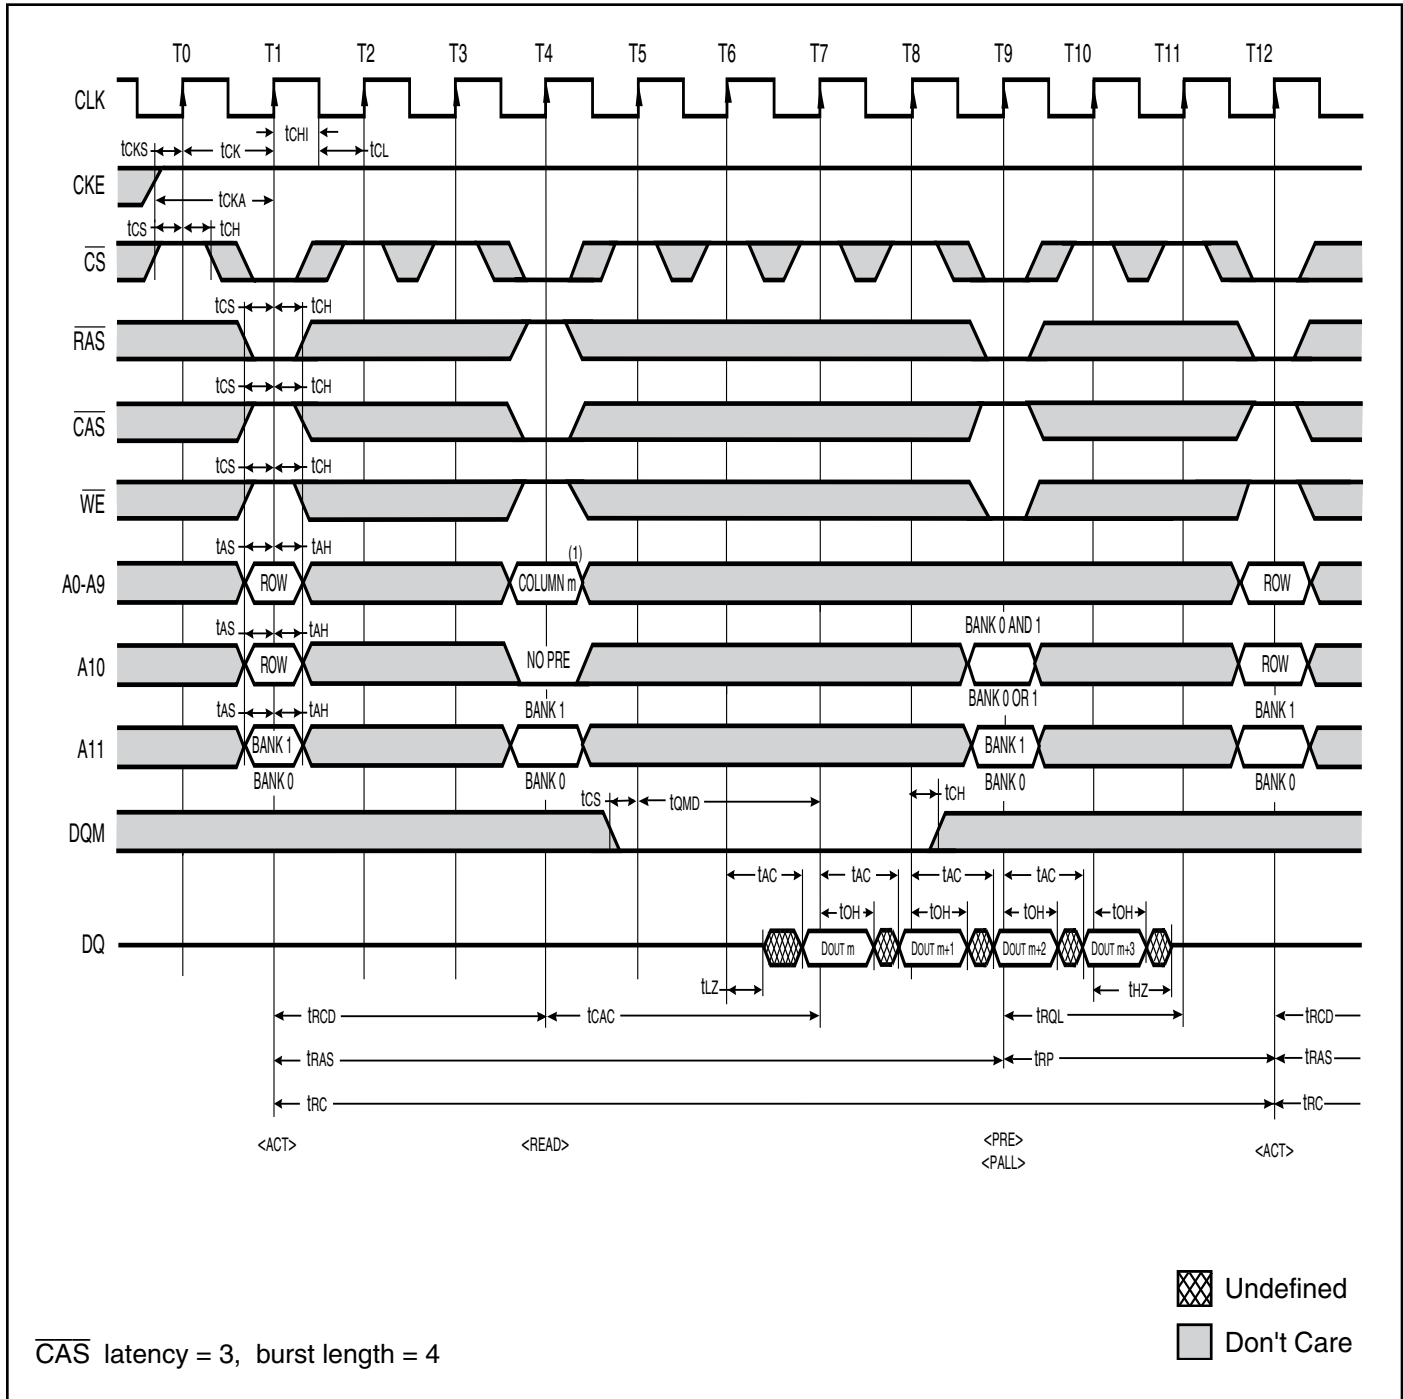 T0 T1 T2 T3 T4 T5 T6 T7 T8 T9 T10 T11 T12
CLK
tCHI
tCKS tCK tCL
CKE
tCKA
tCS tCH
CS
tCS tCH
RAS
tCS tCH
CAS
tCS tCH
WE
tAS tAH (1)
A0-A9 ROW COLUMN m ROW
tAS tAH BANK 0 AND 1
A10 ROW NO PRE ROW
BANK 0 OR 1
tAS tAH BANK 1 BANK 1
A11 BANK 1 BANK 1
BANK 0 BANK 0 BANK 0 BANK 0
tCS tQMD tCH
DQM
tAC tAC tAC tAC
tOH tOH tOH tOH
DQ DOUT m DOUT m+1 DOUT m+2 DOUT m+3
tLZ tHZ
tRCD tCAC tRQL tRCD
tRAS tRP tRAS
tRC tRC
<ACT> <READ> <PRE> <ACT>
<PALL>
Undefined
Don't Care
CAS latency = 3, burst length = 4